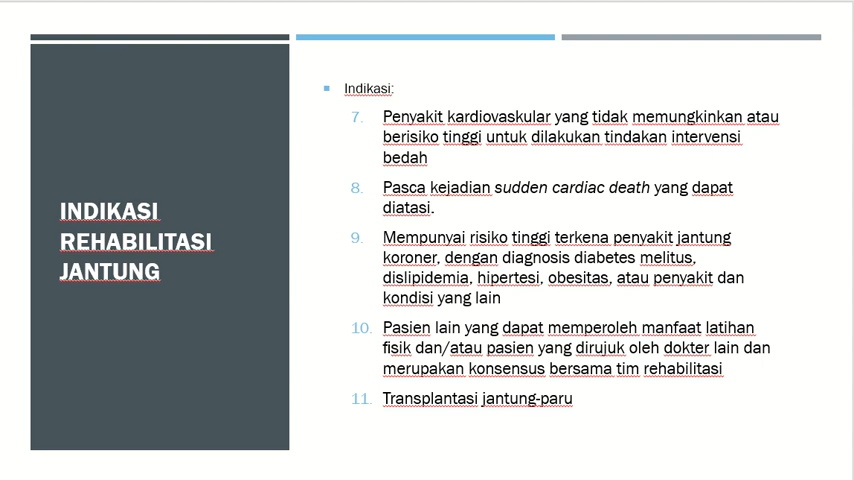 INDIKASI
REHABILITASI
JANTUNG
Indikasi:
7. Penyakit kardiovaskular yang tidak memungkinkan atau
berisiko tinggi untuk dilakukan tindakan intervensi
bedah
8. Pasca kejadian sudden cardiac death yang dapat
diatasi.
9. Mempunyai risiko tinggi terkena penyakit jantung
koroner, dengan diagnosis diabetes melitus,
dislipidemia, hipertesi, obesitas, atau penyakit dan
kondisi yang lain
10. Pasien lain yang dapat memperoleh manfaat latihan
fisik dan/atau pasien yang dirujuk oleh dokter lain dan
merupakan konsensus bersama tim rehabilitasi
11. Transplantasi jantung-paru